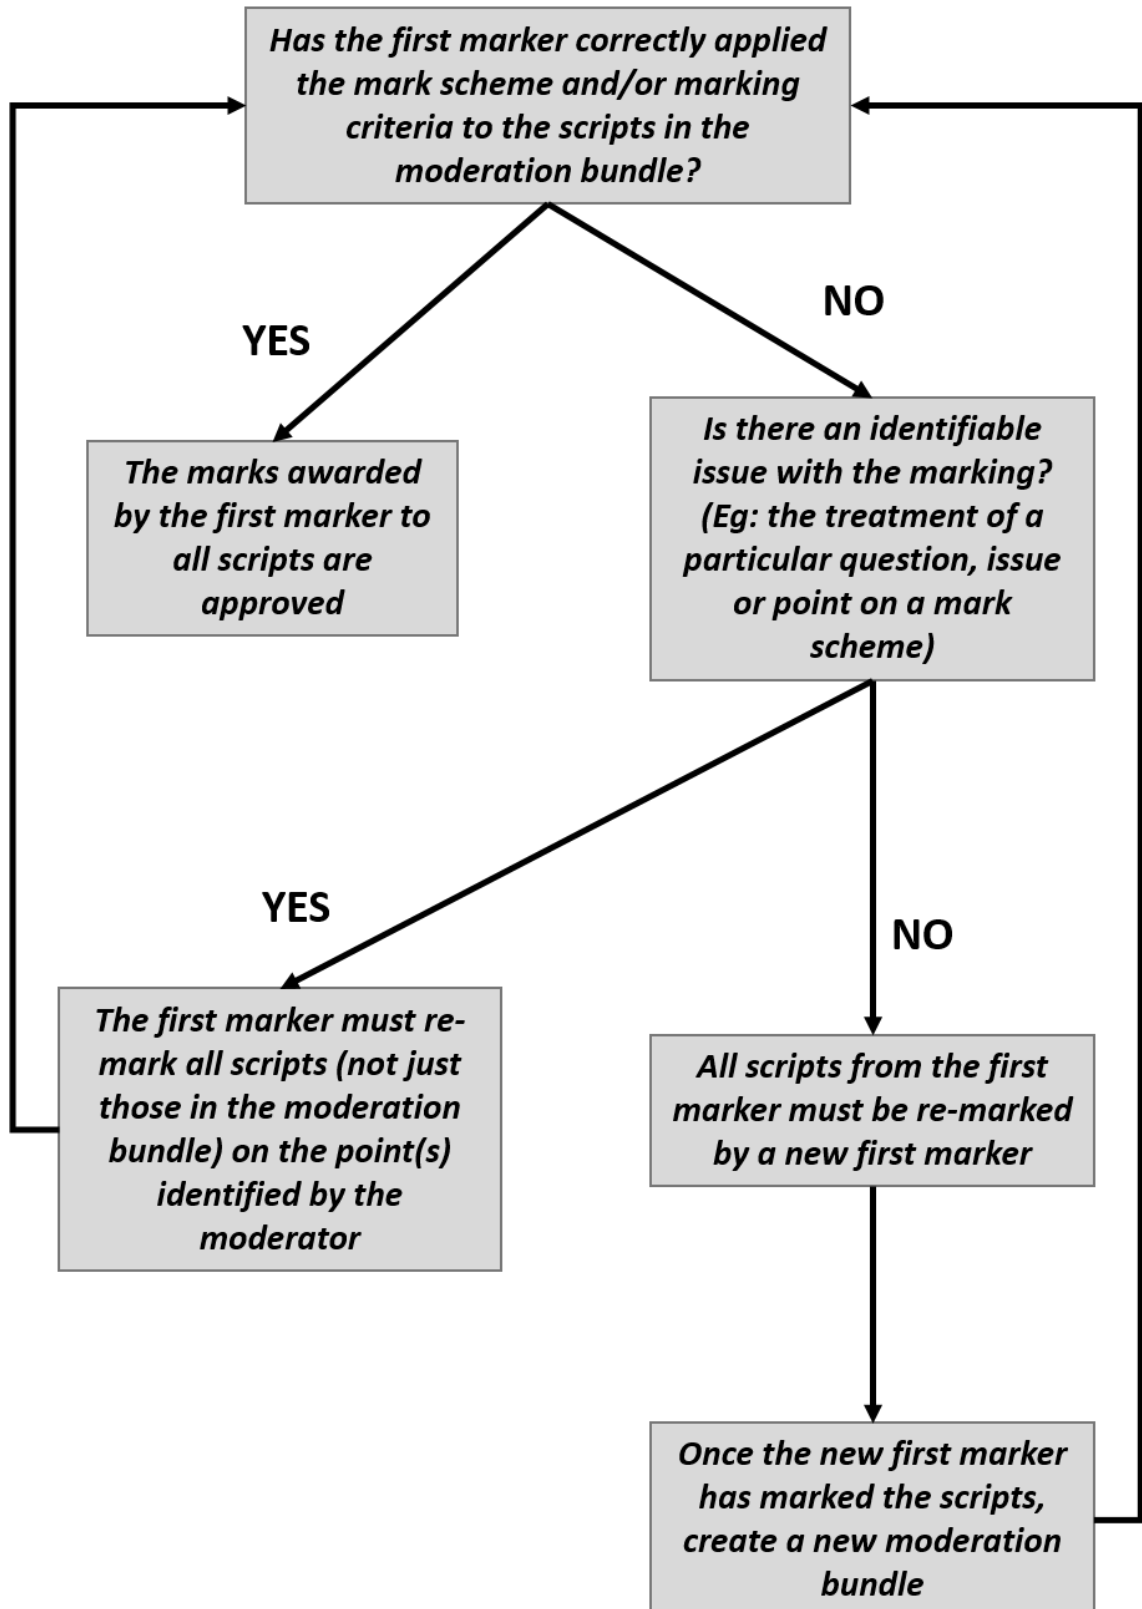 Has the first marker correctly applied
the mark scheme and/or marking
criteria to the scripts in the
moderation bundle?
YES
NO
The marks awarded
by the first marker to
all scripts are
approved
Is there an identifiable
issue with the marking?
(Eg: the treatment of a
particular question, issue
or point on a mark
scheme)
YES
NO
The first marker must re-
mark all scripts (not just
those in the moderation
bundle) on the point(s)
identified by the
moderator
All scripts from the first
marker must be re-marked
by a new first marker
Once the new first marker
has marked the scripts,
create a new moderation
bundle